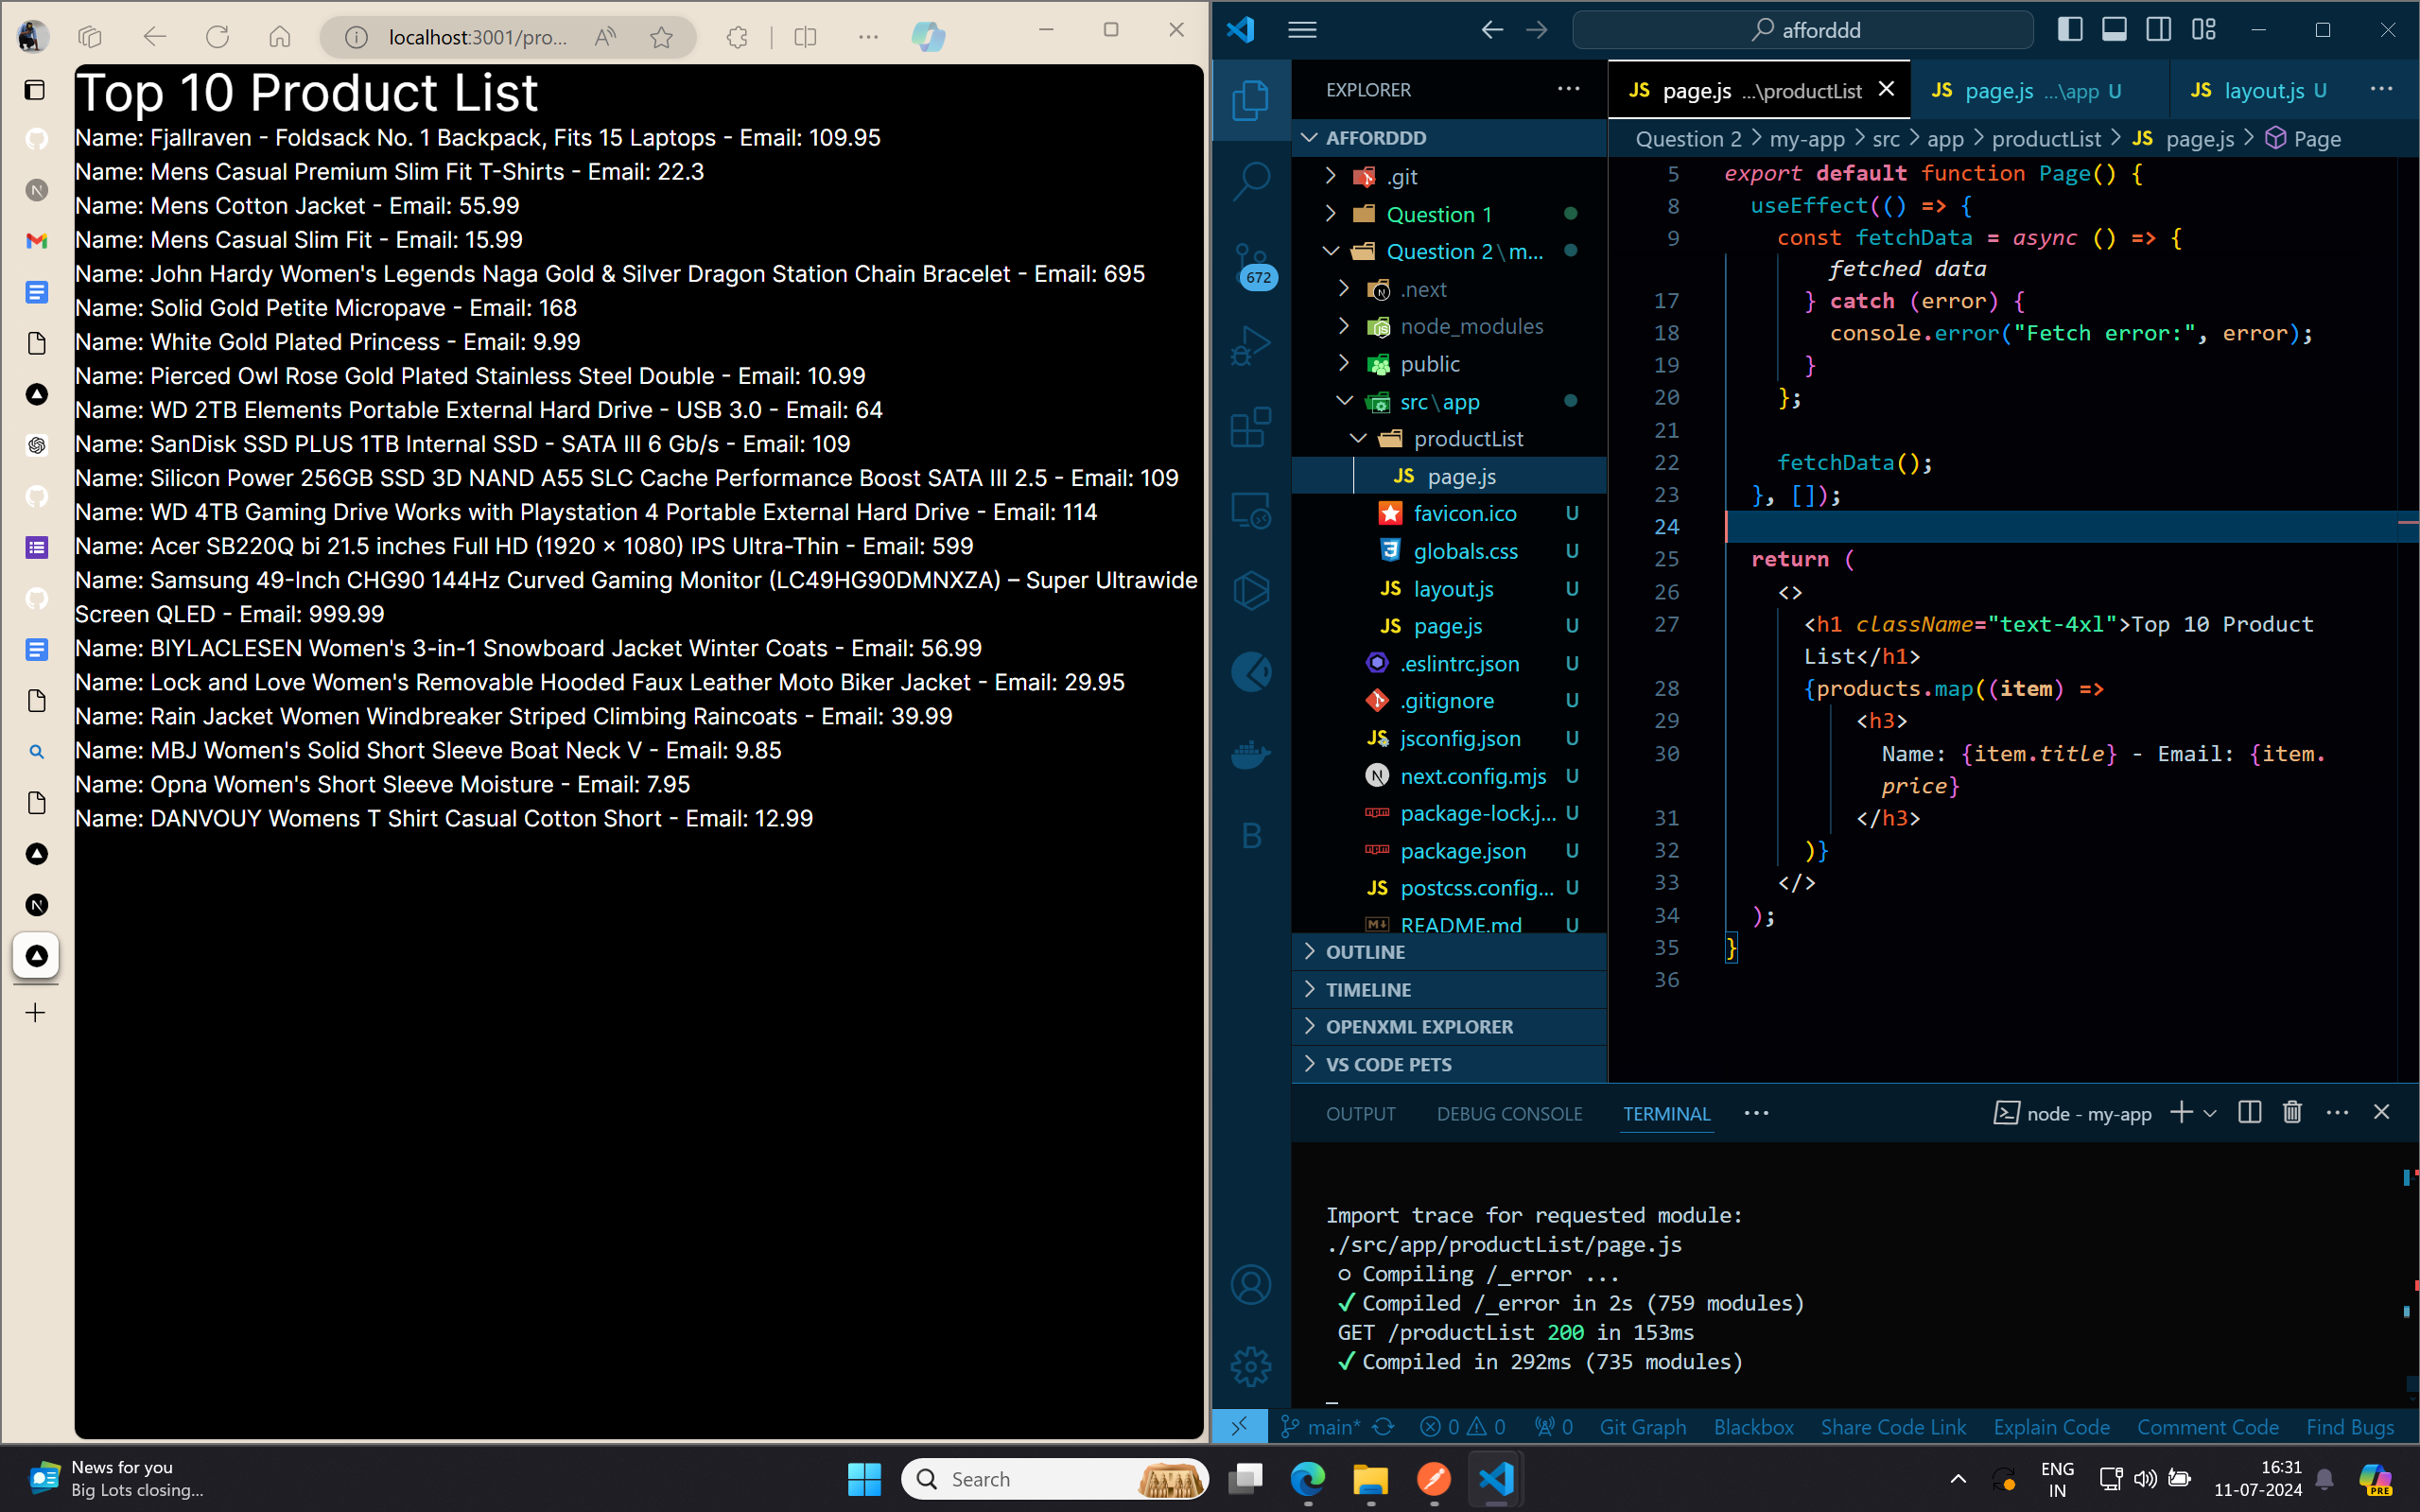 localhost:3001/pro...
Top 10 Product List
Name: Fjallraven - Foldsack No. 1 Backpack, Fits 15 Laptops - Email: 109.95
Name: Mens Casual Premium Slim Fit T-Shirts - Email: 22.3
Name: Mens Cotton Jacket - Email: 55.99
Name: Mens Casual Slim Fit - Email: 15.99
Name: John Hardy Women's Legends Naga Gold & Silver Dragon Station Chain Bracelet - Email: 695
Name: Solid Gold Petite Micropave - Email: 168
Name: White Gold Plated Princess - Email: 9.99
Name: Pierced Owl Rose Gold Plated Stainless Steel Double - Email: 10.99
Name: WD 2TB Elements Portable External Hard Drive - USB 3.0 - Email: 64
Name: SanDisk SSD PLUS 1TB Internal SSD - SATA III 6 Gb/s - Email: 109
Name: Silicon Power 256GB SSD 3D NAND A55 SLC Cache Performance Boost SATA III 2.5 - Email: 109
Name: WD 4TB Gaming Drive Works with Playstation 4 Portable External Hard Drive - Email: 114
Name: Acer SB220Q bi 21.5 inches Full HD (1920 × 1080) IPS Ultra-Thin - Email: 599
Name: Samsung 49-Inch CHG90 144Hz Curved Gaming Monitor (LC49HG90DMNXZA) – Super Ultrawide
Screen QLED - Email: 999.99
Name: BIYLACLESEN Women's 3-in-1 Snowboard Jacket Winter Coats - Email: 56.99
Name: Lock and Love Women's Removable Hooded Faux Leather Moto Biker Jacket - Email: 29.95
Name: Rain Jacket Women Windbreaker Striped Climbing Raincoats - Email: 39.99
Name: MBJ Women's Solid Short Sleeve Boat Neck V - Email: 9.85
Name: Opna Women's Short Sleeve Moisture - Email: 7.95
Name: DANVOUY Womens T Shirt Casual Cotton Short - Email: 12.99
afforddd
672
EXPLORER
AFFORDDD
.git
Question 1
Question 2\m...
.next
node_modules
public
src\app
productList
JS page.js
favicon.ico U
globals.css U
JS layout.js U
JS page.js U
.eslintrc.json U
.gitignore U
JS jsconfig.json U
next.config.mjs U
package-lock.j... U
package.json U
JS postcss.config... U
README.md U
OUTLINE
TIMELINE
OPENXML EXPLORER
VS CODE PETS
JS page.js ...\productList
JS page.js ...\app U
JS layout.js U
Question 2 > my-app > src > app > productList > JS page.js > Page
5 export default function Page() {
8 useEffect(() => {
9 const fetchData = async () => {
fetched data
17 } catch (error) {
18 console.error("Fetch error:", error);
19 }
20 };
21
22 fetchData();
23 }, []);
24
25 return (
26 <>
27 <h1 className="text-4xl">Top 10 Product
List</h1>
28 {products.map((item) =>
29 <h3>
30 Name: {item.title} - Email: {item.
price}
31 </h3>
32 )}
33 </>
34 );
35 }
36
OUTPUT DEBUG CONSOLE TERMINAL
node - my-app
Import trace for requested module:
./src/app/productList/page.js
○ Compiling /_error ...
✓ Compiled /_error in 2s (759 modules)
GET /productList 200 in 153ms
✓ Compiled in 292ms (735 modules)
main* 0 0 0 Git Graph Blackbox Share Code Link Explain Code Comment Code Find Bugs
News for you
Big Lots closing...
Search
ENG
IN
16:31
11-07-2024
PRE